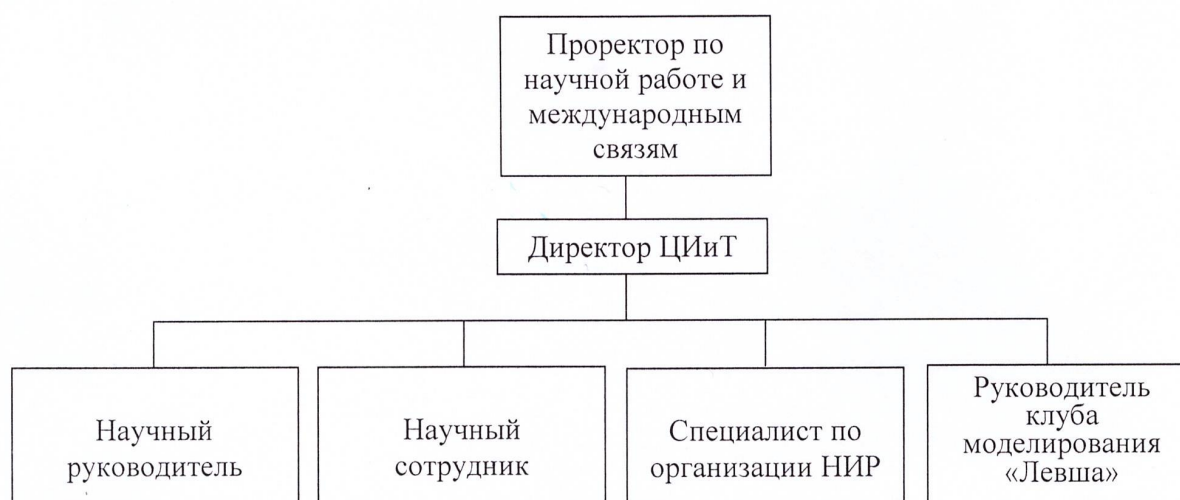 Проректор по
научной работе и
международным
связям
Директор ЦИиТ
Научный
руководитель
Научный
сотрудник
Специалист по
организации НИР
Руководитель
клуба
моделирования
«Левша»